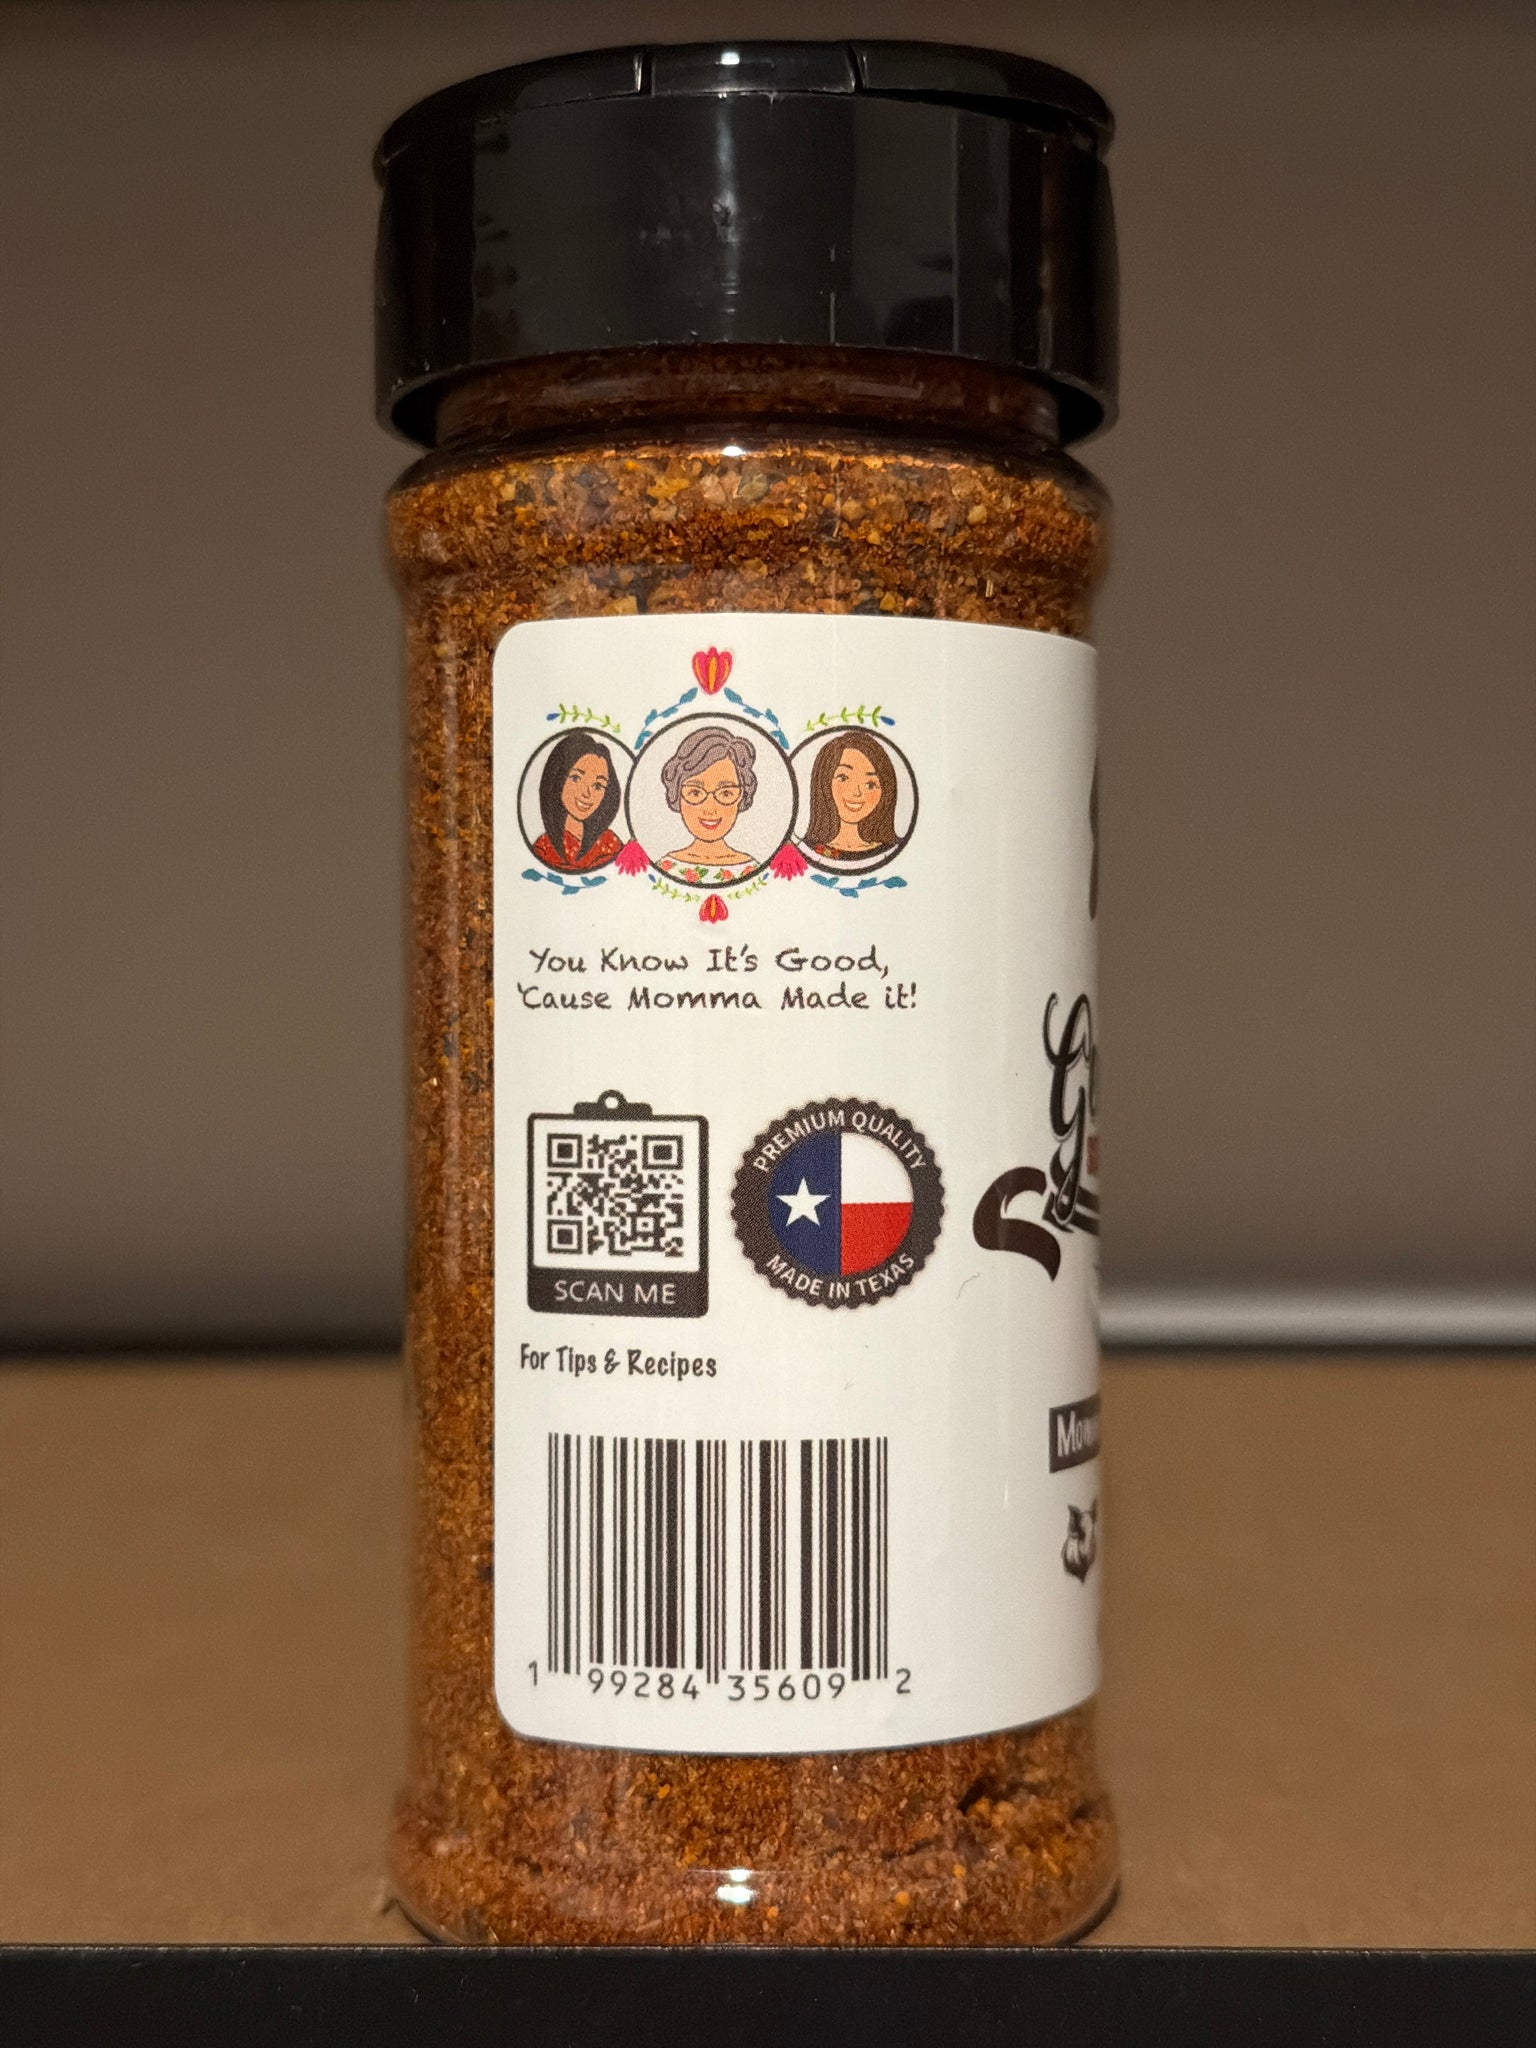 You Know It's Good,
'Cause Momma Made it!
SCAN ME
PREMIUM QUALITY
MADE IN TEXAS
For Tips & Recipes
1 99284 35609 2